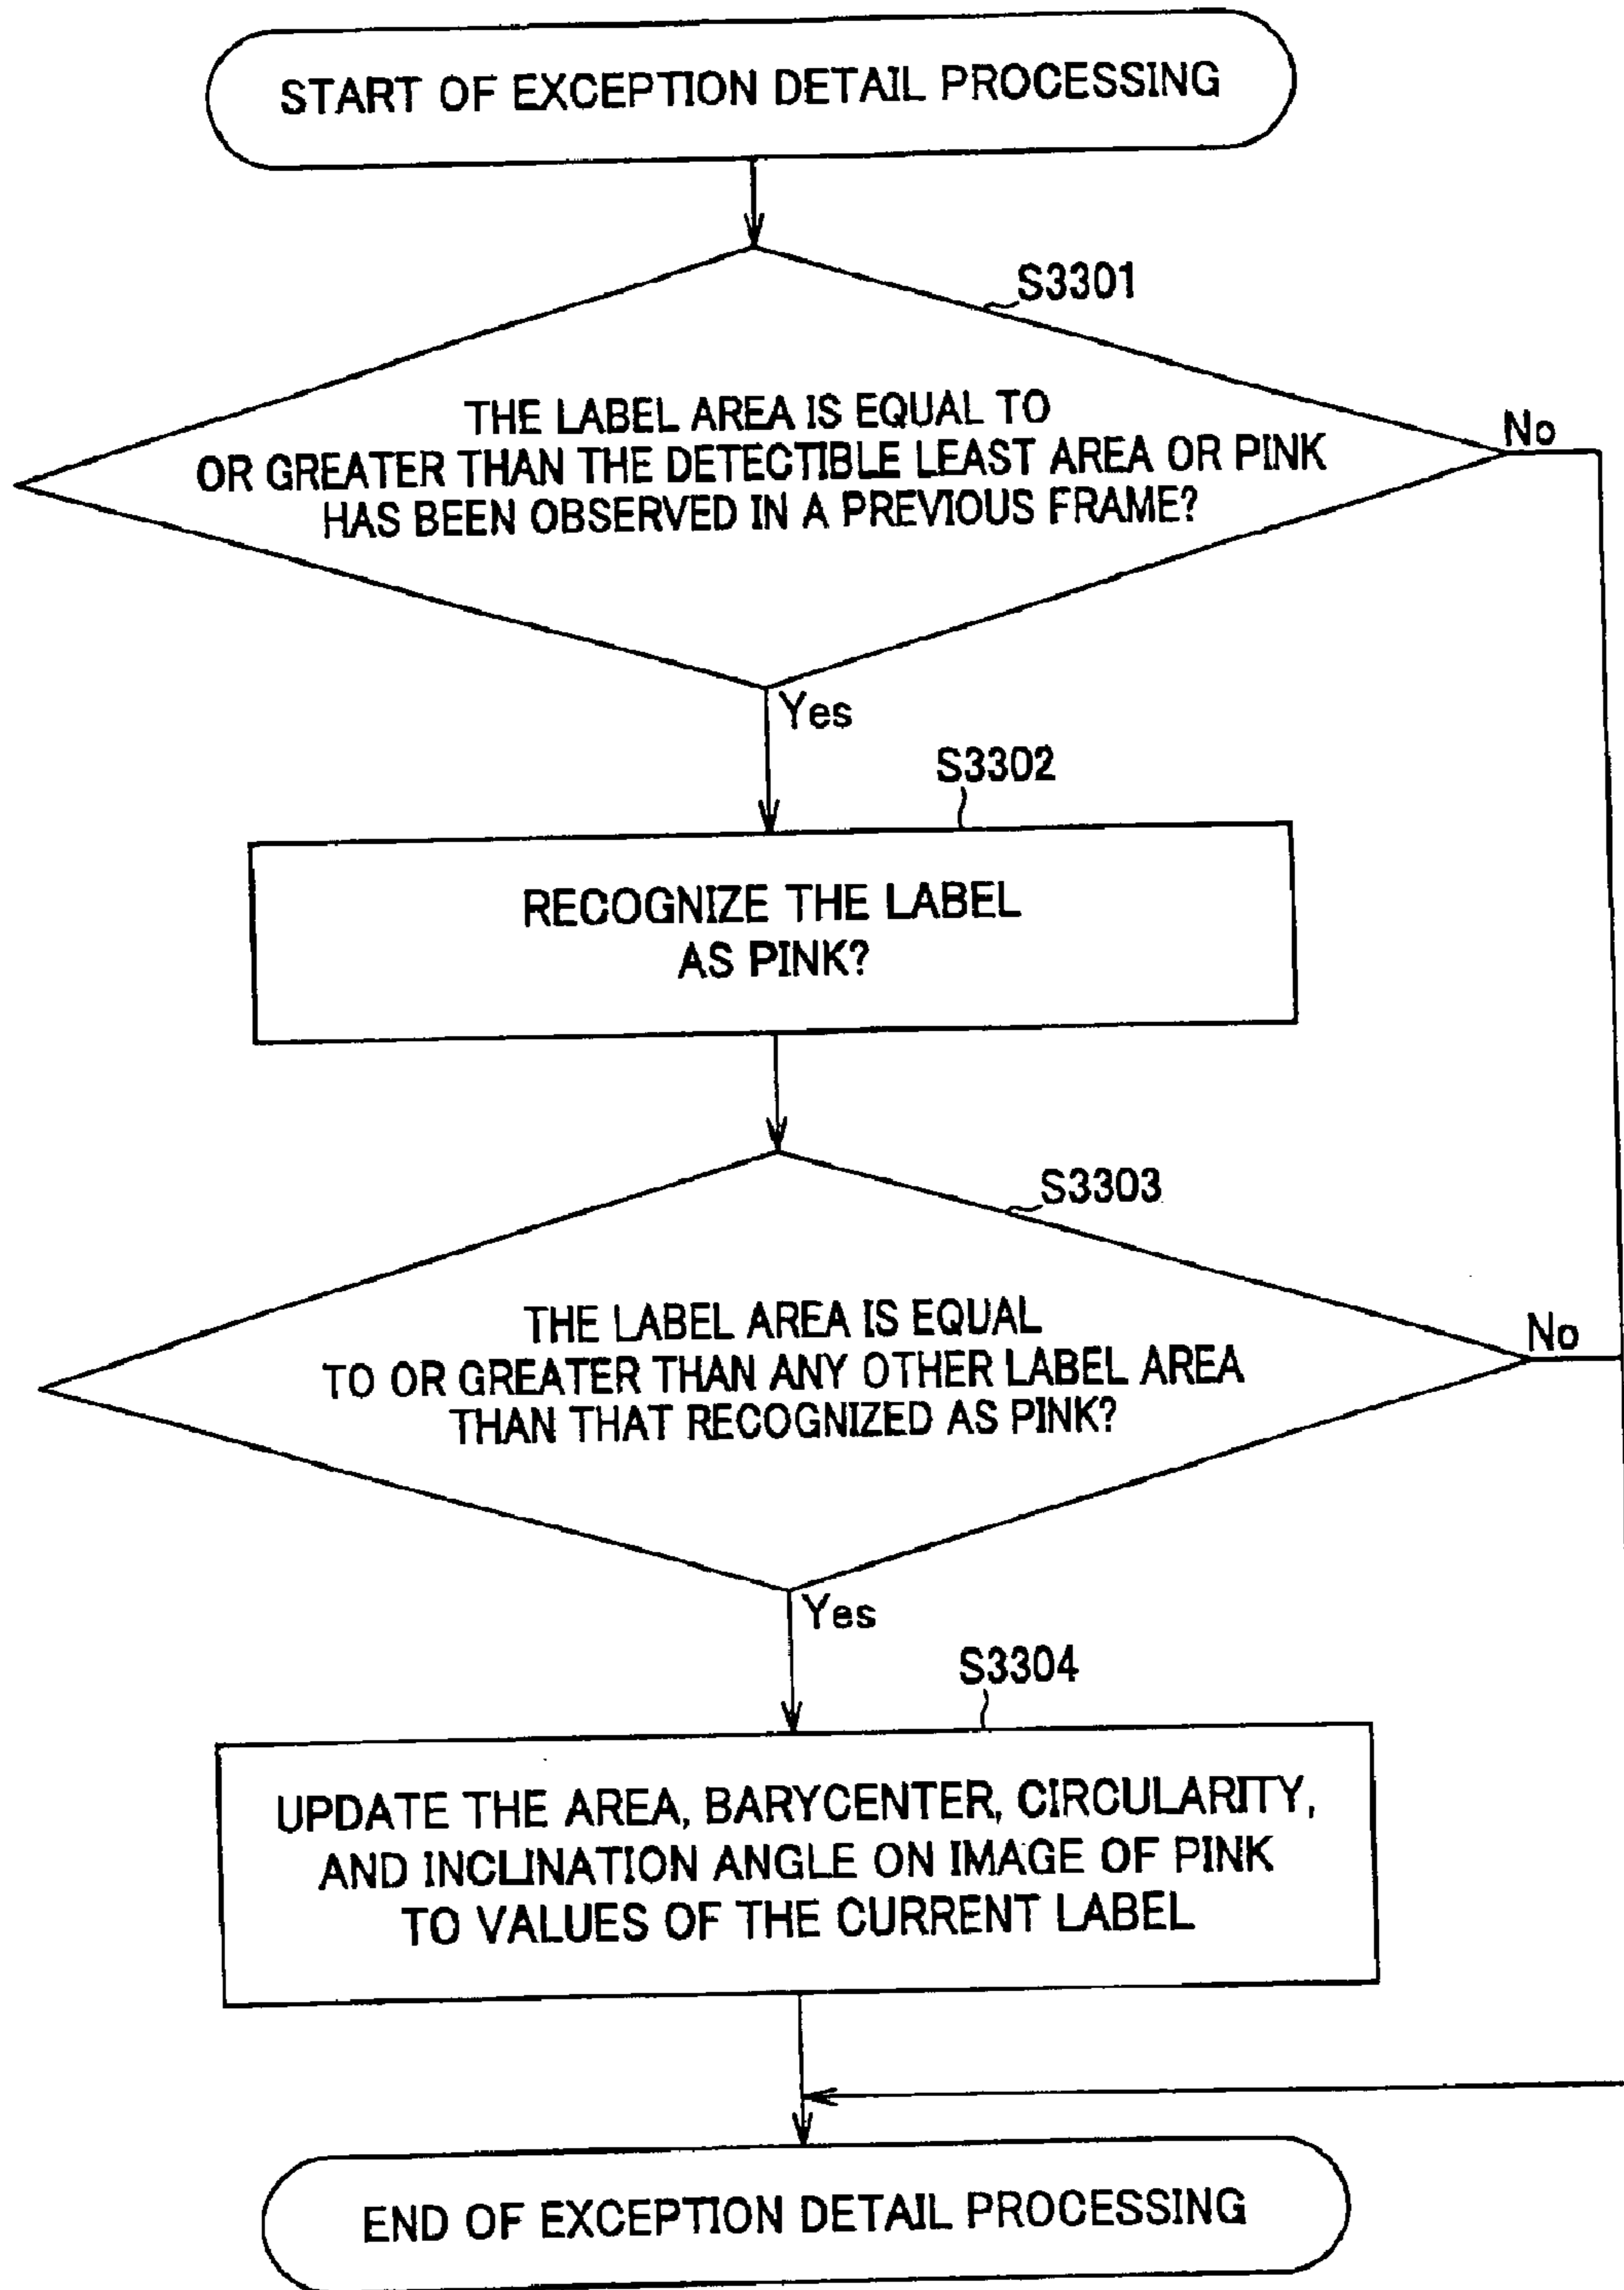 START OF EXCEPTION DETAIL PROCESSING
S3301
THE LABEL AREA IS EQUAL TO
OR GREATER THAN THE DETECTIBLE LEAST AREA OR PINK
HAS BEEN OBSERVED IN A PREVIOUS FRAME?
No
Yes
S3302
RECOGNIZE THE LABEL
AS PINK?
S3303
THE LABEL AREA IS EQUAL
TO OR GREATER THAN ANY OTHER LABEL AREA
THAN THAT RECOGNIZED AS PINK?
No
Yes
S3304
UPDATE THE AREA, BARYCENTER, CIRCULARITY,
AND INCLINATION ANGLE ON IMAGE OF PINK
TO VALUES OF THE CURRENT LABEL
END OF EXCEPTION DETAIL PROCESSING